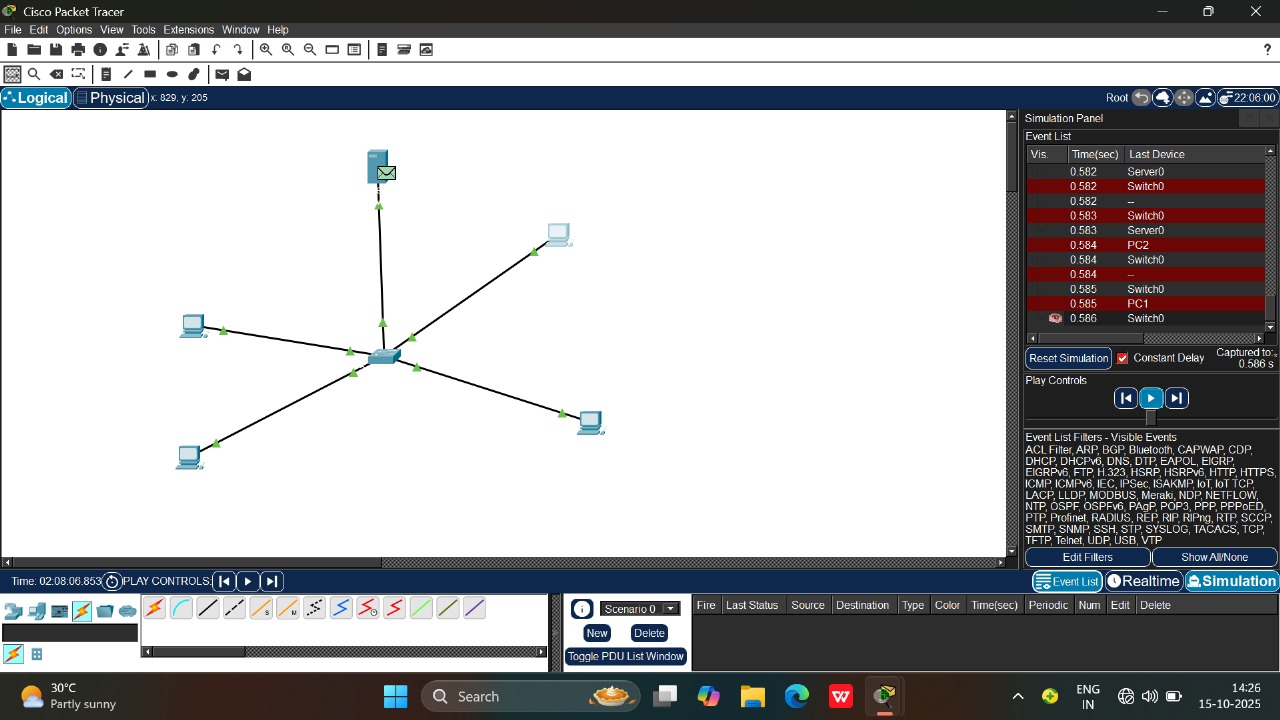 Cisco Packet Tracer
File Edit Options View Tools Extensions Window Help
?
Logical Physical x: 829, y: 205 Root 22:06:00
Simulation Panel
Event List
Vis. Time(sec) Last Device
0.582 Server0
0.582 Switch0
0.582 --
0.583 Switch0
0.583 Server0
0.584 PC2
0.584 Switch0
0.584 --
0.585 Switch0
0.585 PC1
0.586 Switch0
Reset Simulation Constant Delay Captured to:
0.586 s
Play Controls
Event List Filters - Visible Events
ACL Filter, ARP, BGP, Bluetooth, CAPWAP, CDP,
DHCP, DHCPv6, DNS, DTP, EAPOL, EIGRP,
EIGRPv6, FTP, H.323, HSRP, HSRPv6, HTTP, HTTPS,
ICMP, ICMPv6, IEC, IPSec, ISAKMP, IoT, IoT TCP,
LACP, LLDP, MODBUS, Meraki, NDP, NETFLOW,
NTP, OSPF, OSPFv6, PAgP, POP3, PPP, PPPoED,
PTP, Profinet, RADIUS, REP, RIP, RIPng, RTP, SCCP,
SMTP, SNMP, SSH, STP, SYSLOG, TACACS, TCP,
TFTP, Telnet, UDP, USB, VTP
Edit Filters Show All/None
Time: 02:08:06.853 PLAY CONTROLS: Event List Realtime Simulation
Scenario 0
New Delete
Toggle PDU List Window
Fire Last Status Source Destination Type Color Time(sec) Periodic Num Edit Delete
30°C
Partly sunny
Search
ENG
IN
14:26
15-10-2025